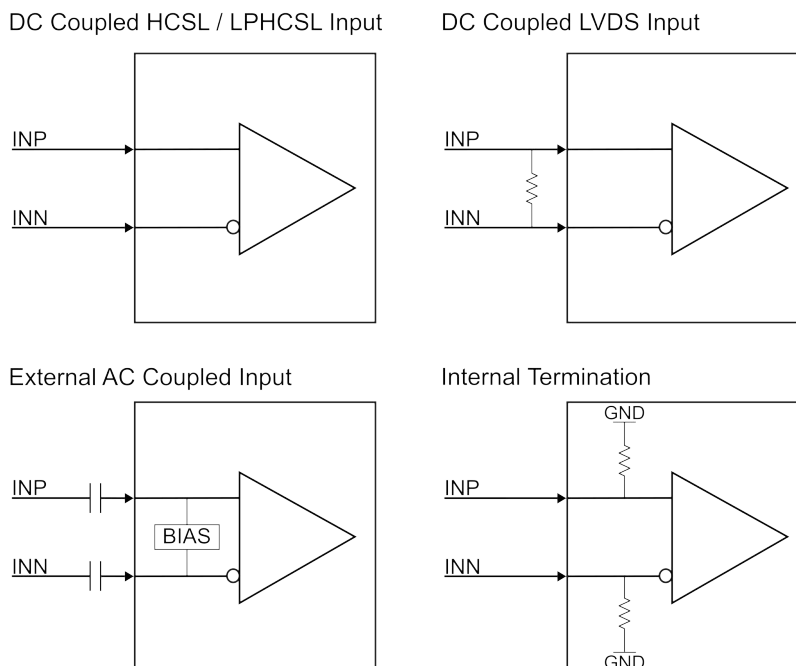 DC Coupled HCSL / LPHCSL Input
INP
INN
DC Coupled LVDS Input
INP
INN
External AC Coupled Input
INP
BIAS
INN
Internal Termination
GND
INP
INN
GND